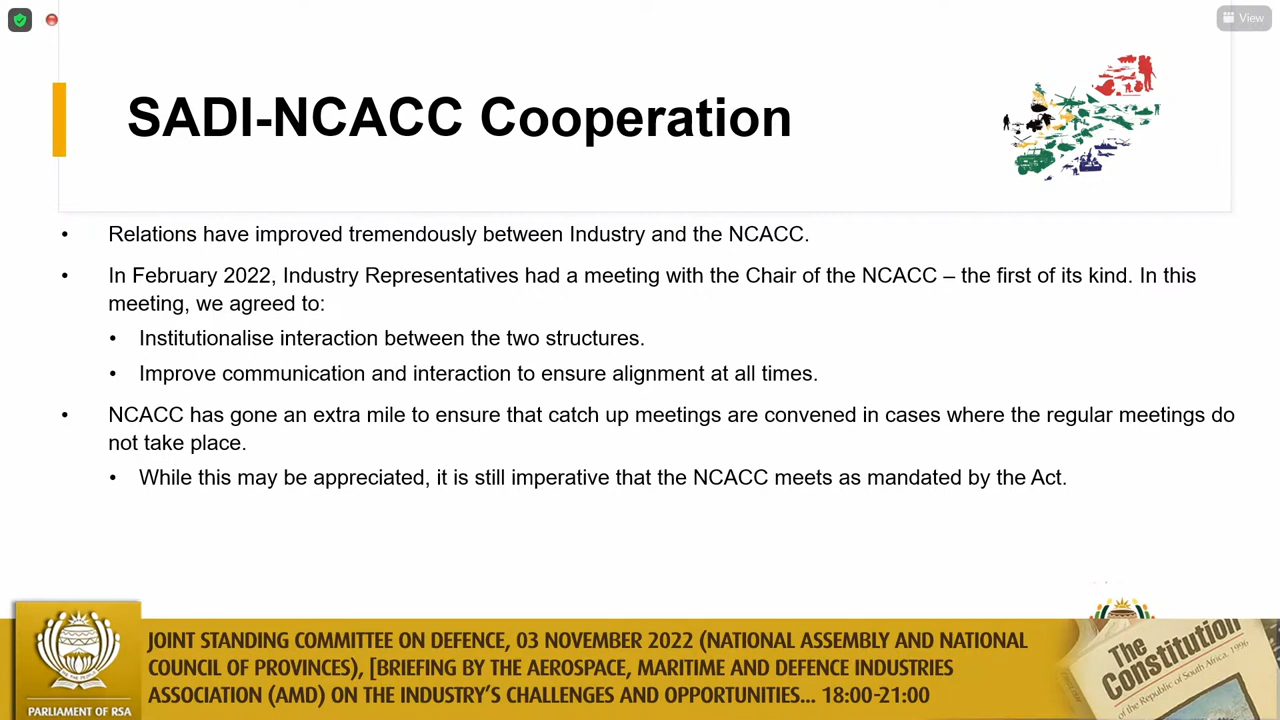 View
SADI-NCACC Cooperation
• Relations have improved tremendously between Industry and the NCACC.
• In February 2022, Industry Representatives had a meeting with the Chair of the NCACC – the first of its kind. In this
meeting, we agreed to:
• Institutionalise interaction between the two structures.
• Improve communication and interaction to ensure alignment at all times.
• NCACC has gone an extra mile to ensure that catch up meetings are convened in cases where the regular meetings do
not take place.
• While this may be appreciated, it is still imperative that the NCACC meets as mandated by the Act.
JOINT STANDING COMMITTEE ON DEFENCE, 03 NOVEMBER 2022 (NATIONAL ASSEMBLY AND NATIONAL
COUNCIL OF PROVINCES), [BRIEFING BY THE AEROSPACE, MARITIME AND DEFENCE INDUSTRIES
ASSOCIATION (AMD) ON THE INDUSTRY'S CHALLENGES AND OPPORTUNITIES... 18:00-21:00
PARLIAMENT OF RSA
The
Constitution
of the Republic of South Africa, 1996